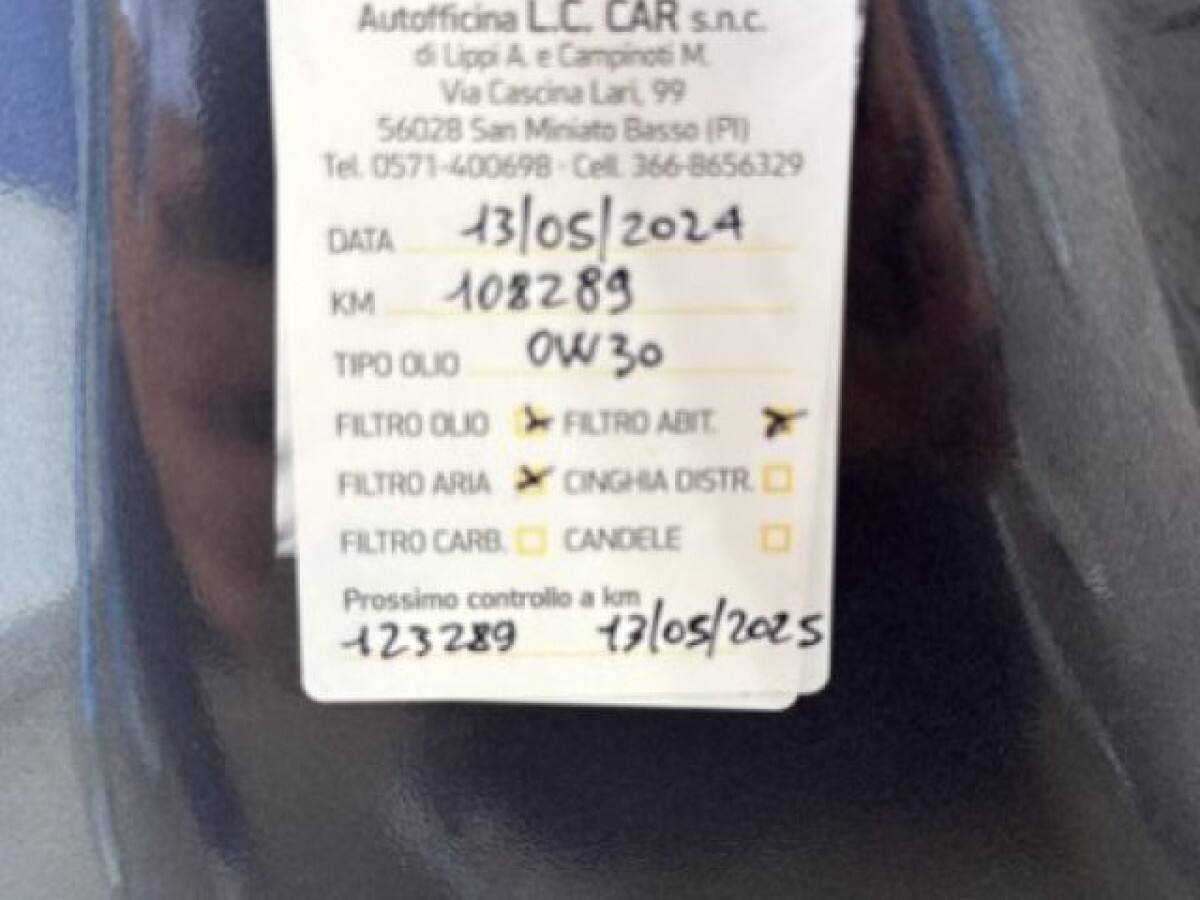 Autofficina L.C. CAR s.n.c.
di Lippi A. e Campinoti M.
Via Cascina Lari, 99
56028 San Miniato Basso (PI)
Tel. 0571-400698 - Cell. 366-8656329
DATA 13/05/2024
KM 108289
TIPO OLIO 0W30
FILTRO OLIO FILTRO ABIT.
FILTRO ARIA CINGHIA DISTR.
FILTRO CARB. CANDELE
Prossimo controllo a km
123289 13/05/2025